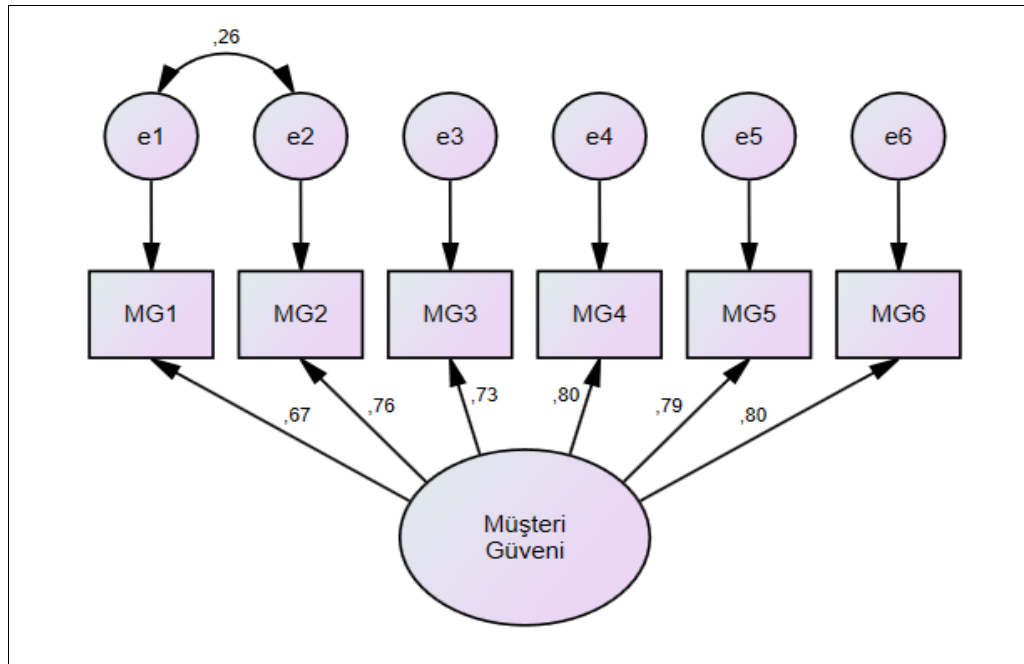 ,26
e1 e2 e3 e4 e5 e6
MG1 MG2 MG3 MG4 MG5 MG6
,67 ,76 ,73 ,80 ,79 ,80
Müşteri
Güveni